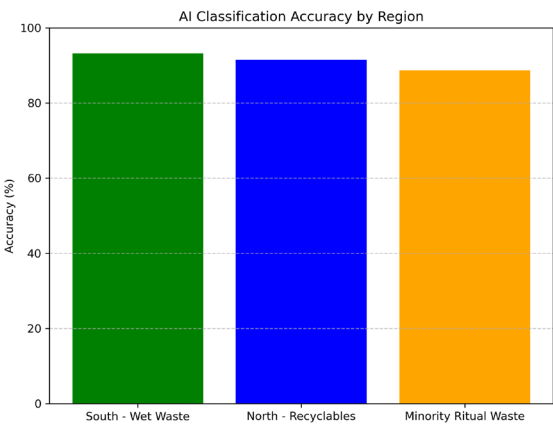 AI Classification Accuracy by Region
Accuracy (%)
100
80
60
40
20
0
South - Wet Waste
North - Recyclables
Minority Ritual Waste